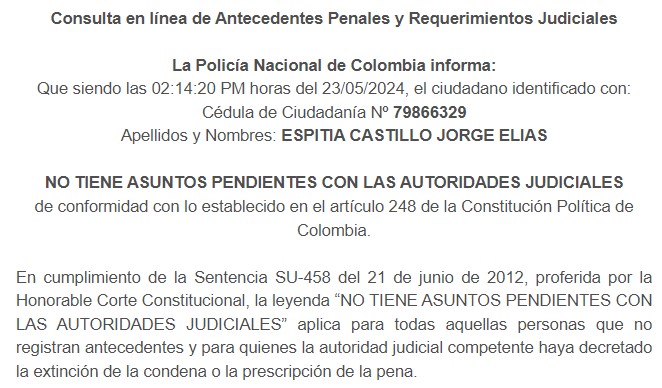 Consulta en línea de Antecedentes Penales y Requerimientos Judiciales
La Policía Nacional de Colombia informa:
Que siendo las 02:14:20 PM horas del 23/05/2024, el ciudadano identificado con:
Cédula de Ciudadanía Nº 79866329
Apellidos y Nombres: ESPITIA CASTILLO JORGE ELIAS
NO TIENE ASUNTOS PENDIENTES CON LAS AUTORIDADES JUDICIALES
de conformidad con lo establecido en el artículo 248 de la Constitución Política de
Colombia.
En cumplimiento de la Sentencia SU-458 del 21 de junio de 2012, proferida por la
Honorable Corte Constitucional, la leyenda “NO TIENE ASUNTOS PENDIENTES CON
LAS AUTORIDADES JUDICIALES” aplica para todas aquellas personas que no
registran antecedentes y para quienes la autoridad judicial competente haya decretado
la extinción de la condena o la prescripción de la pena.